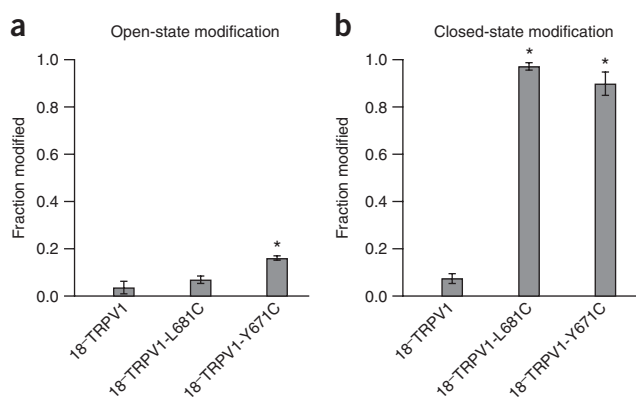 a
Open-state modification
1.0
0.8
0.6
0.4
0.2
0.0
Fraction modified
*
18⁻TRPV1
18⁻TRPV1-L681C
18⁻TRPV1-Y671C
b
Closed-state modification
1.0
0.8
0.6
0.4
0.2
0.0
Fraction modified
*
*
18⁻TRPV1
18⁻TRPV1-L681C
18⁻TRPV1-Y671C